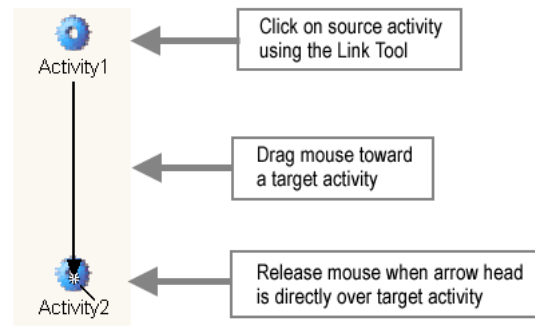 Click on source activity
using the Link Tool
Activity1
Drag mouse toward
a target activity
Release mouse when arrow head
is directly over target activity
Activity2